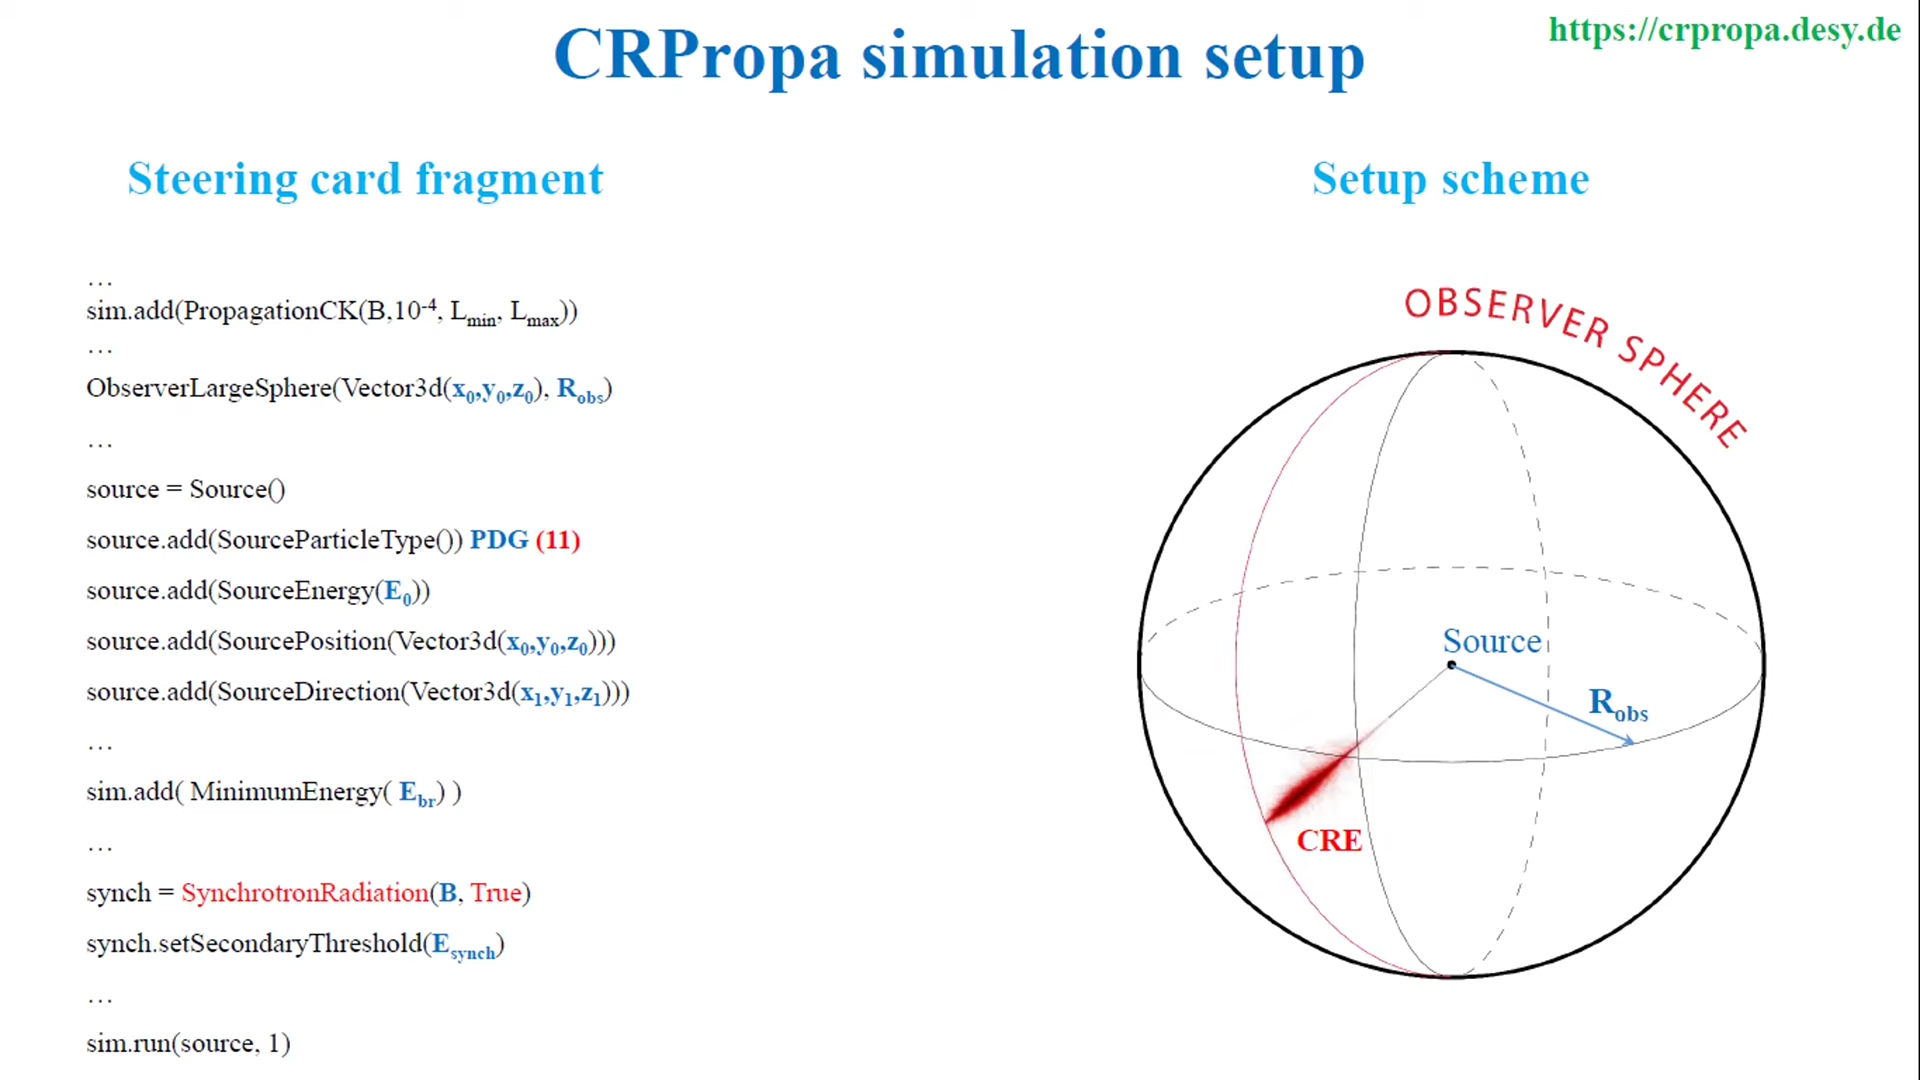 https://crpropa.desy.de
CRPropa simulation setup
Steering card fragment
Setup scheme
…
sim.add(PropagationCK(B,10⁻⁴, Lmin, Lmax))
…
ObserverLargeSphere(Vector3d(x₀,y₀,z₀), Robs)
…
source = Source()
source.add(SourceParticleType()) PDG (11)
source.add(SourceEnergy(E₀))
source.add(SourcePosition(Vector3d(x₀,y₀,z₀)))
source.add(SourceDirection(Vector3d(x₁,y₁,z₁)))
…
sim.add( MinimumEnergy( Ebr) )
…
synch = SynchrotronRadiation(B, True)
synch.setSecondaryThreshold(Esynch)
…
sim.run(source, 1)
OBSERVER SPHERE
Source
Robs
CRE